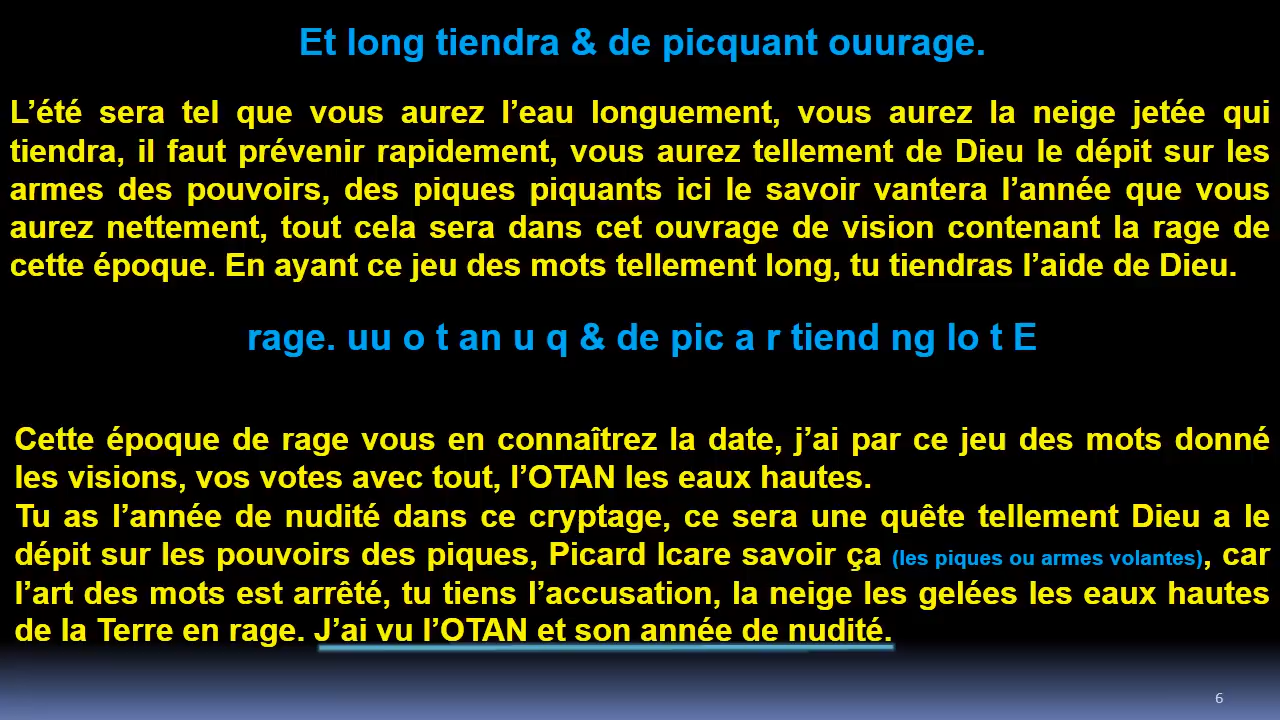 Et long tiendra & de picquant ouurage.
L’été sera tel que vous aurez l’eau longuement, vous aurez la neige jetée qui
tiendra, il faut prévenir rapidement, vous aurez tellement de Dieu le dépit sur les
armes des pouvoirs, des piques piquants ici le savoir vantera l’année que vous
aurez nettement, tout cela sera dans cet ouvrage de vision contenant la rage de
cette époque. En ayant ce jeu des mots tellement long, tu tiendras l’aide de Dieu.
rage. uu o t an u q & de pic a r tiend ng lo t E
Cette époque de rage vous en connaîtrez la date, j’ai par ce jeu des mots donné
les visions, vos votes avec tout, l’OTAN les eaux hautes.
Tu as l’année de nudité dans ce cryptage, ce sera une quête tellement Dieu a le
dépit sur les pouvoirs des piques, Picard Icare savoir ça (les piques ou armes volantes), car
l’art des mots est arrêté, tu tiens l’accusation, la neige les gelées les eaux hautes
de la Terre en rage. J’ai vu l’OTAN et son année de nudité.
6